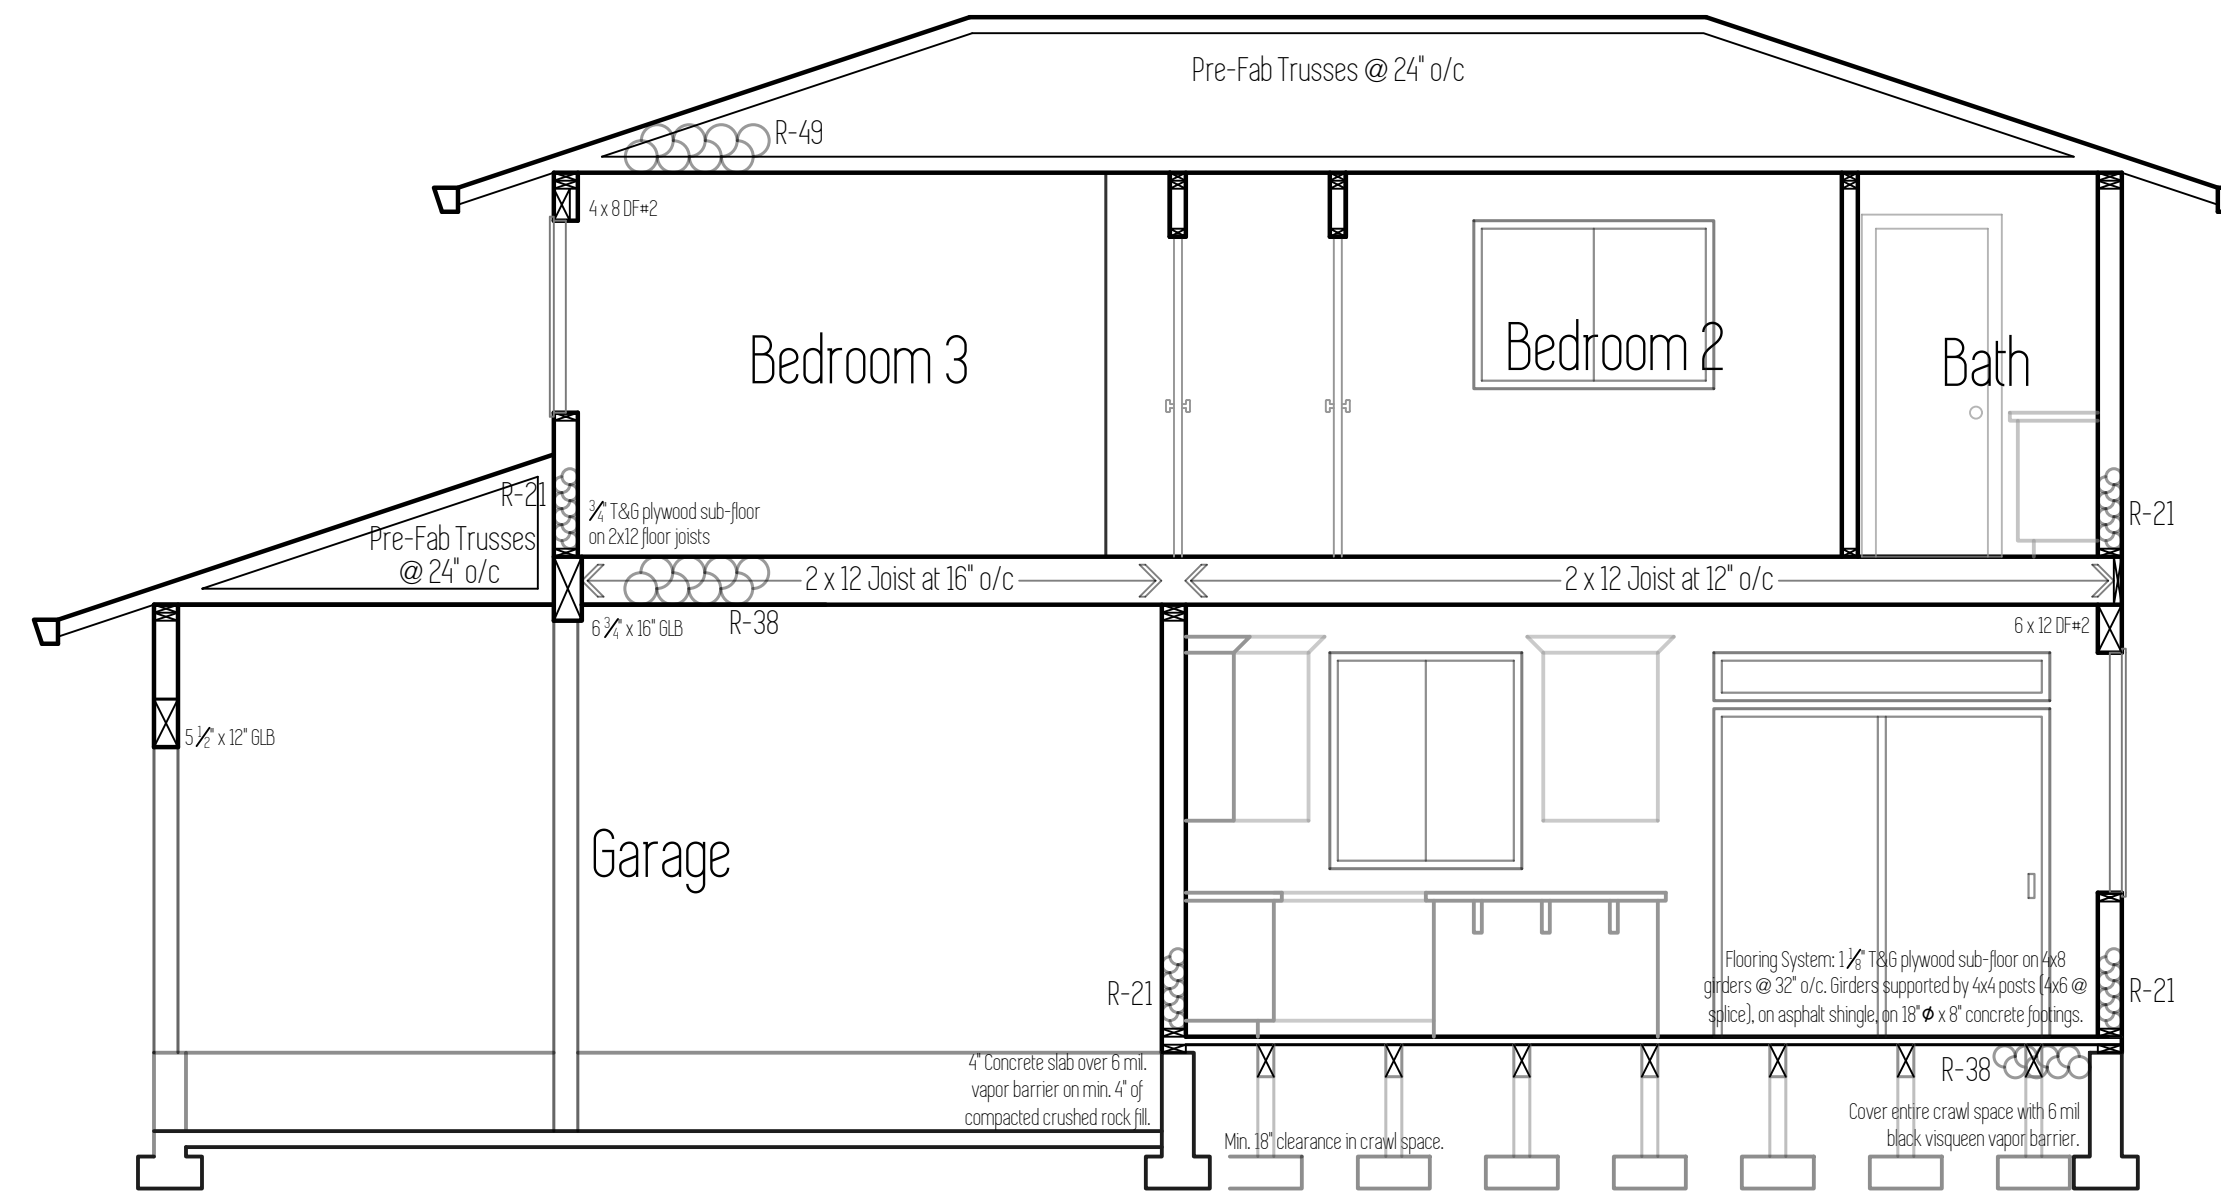 Pre-Fab Trusses @ 24" o/c
R-49
4 x 8 DF#2
Bedroom 3
Bedroom 2
Bath
R-21
3/4" T&G plywood sub-floor
on 2x12 floor joists
R-21
Pre-Fab Trusses
@ 24" o/c
2 x 12 Joist at 16" o/c
2 x 12 Joist at 12" o/c
6 3/4" x 16" GLB
R-38
6 x 12 DF#2
5 1/2" x 12" GLB
Garage
Flooring System: 1 1/8" T&G plywood sub-floor on 4x8
girders @ 32" o/c. Girders supported by 4x4 posts (4x6 @
splice), on asphalt shingle, on 18"Ø x 8" concrete footings.
R-21
R-21
4" Concrete slab over 6 mil.
vapor barrier on min. 4" of
compacted crushed rock fill.
R-38
Cover entire crawl space with 6 mil
black visqueen vapor barrier.
Min. 18" clearance in crawl space.